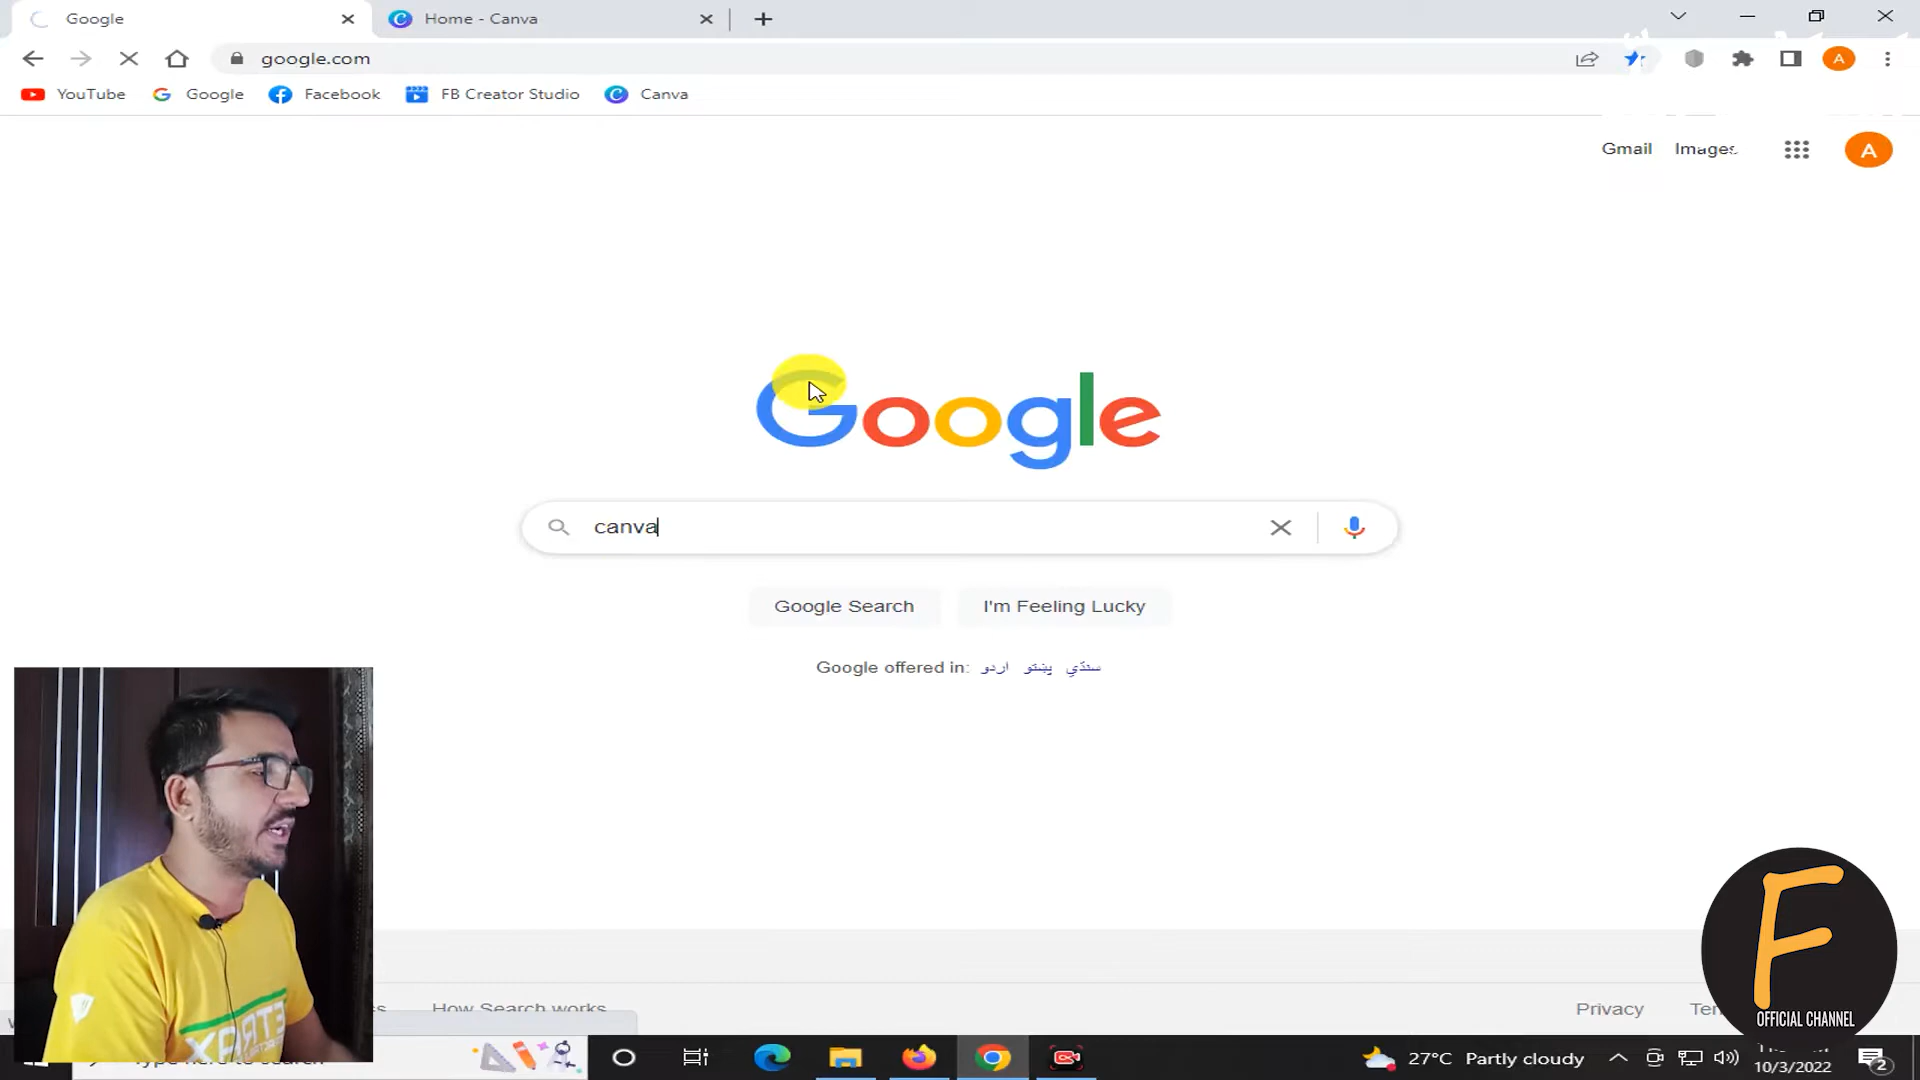 Google
Home - Canva
google.com
A
YouTube
Google
Facebook
FB Creator Studio
Canva
Gmail
Images
A
Google
canva
Google Search
I'm Feeling Lucky
Google offered in: اردو پښتو سنڌي
How Search works
Privacy
F
OFFICIAL CHANNEL
27°C Partly cloudy
10/3/2022
2